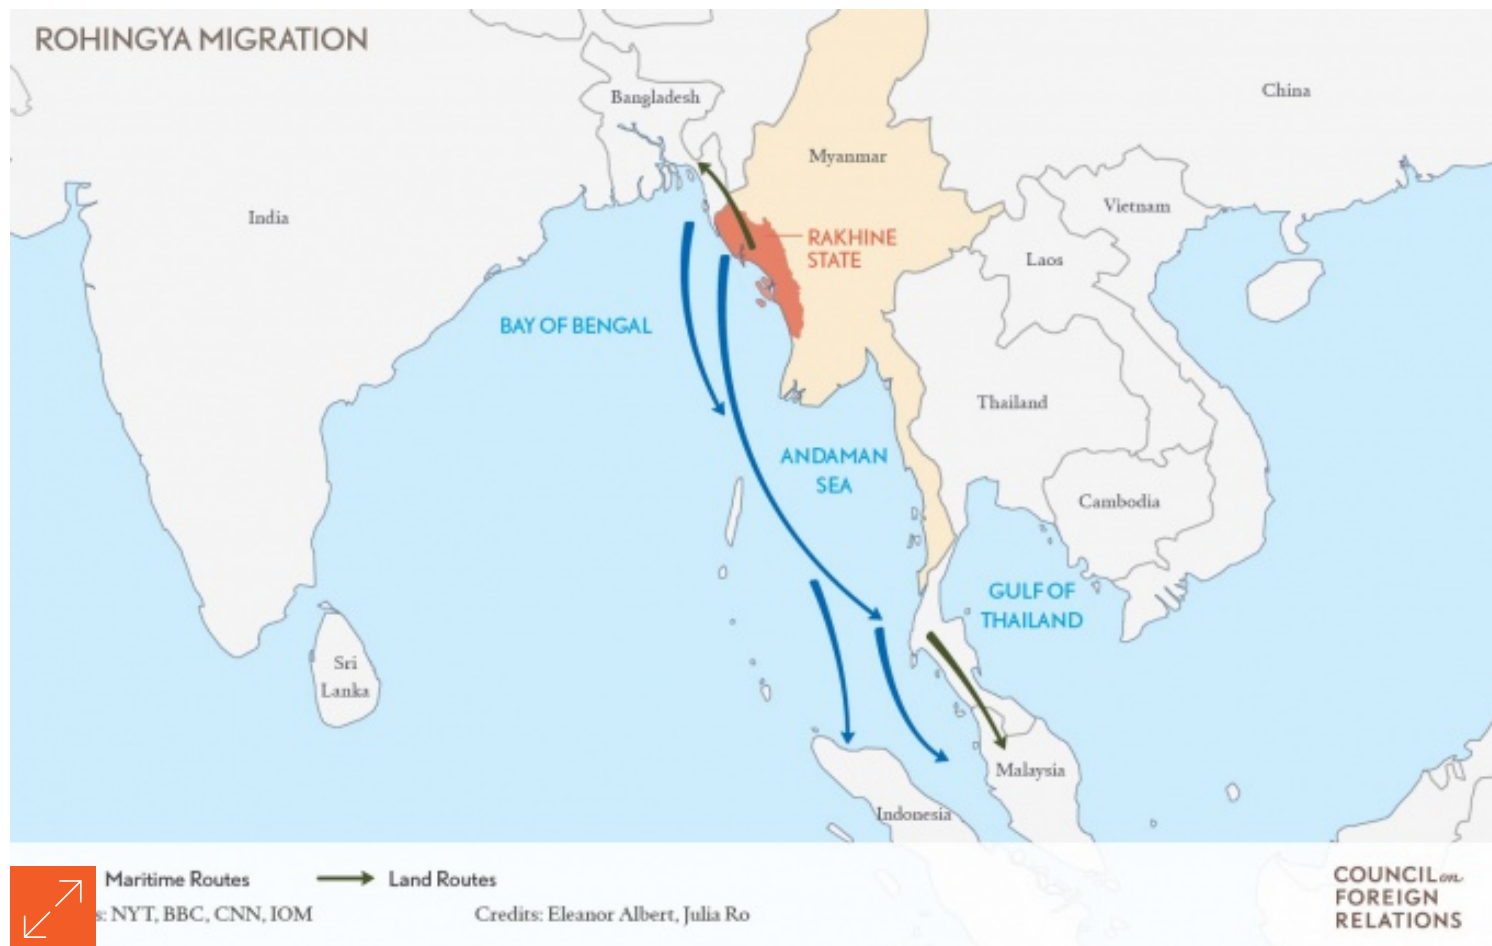 ROHINGYA MIGRATION
Bangladesh
China
Myanmar
India
Vietnam
RAKHINE
STATE
Laos
BAY OF BENGAL
Thailand
ANDAMAN
SEA
Cambodia
GULF OF
THAILAND
Sri
Lanka
Malaysia
Indonesia
Maritime Routes
Land Routes
s: NYT, BBC, CNN, IOM
Credits: Eleanor Albert, Julia Ro
COUNCIL on
FOREIGN
RELATIONS